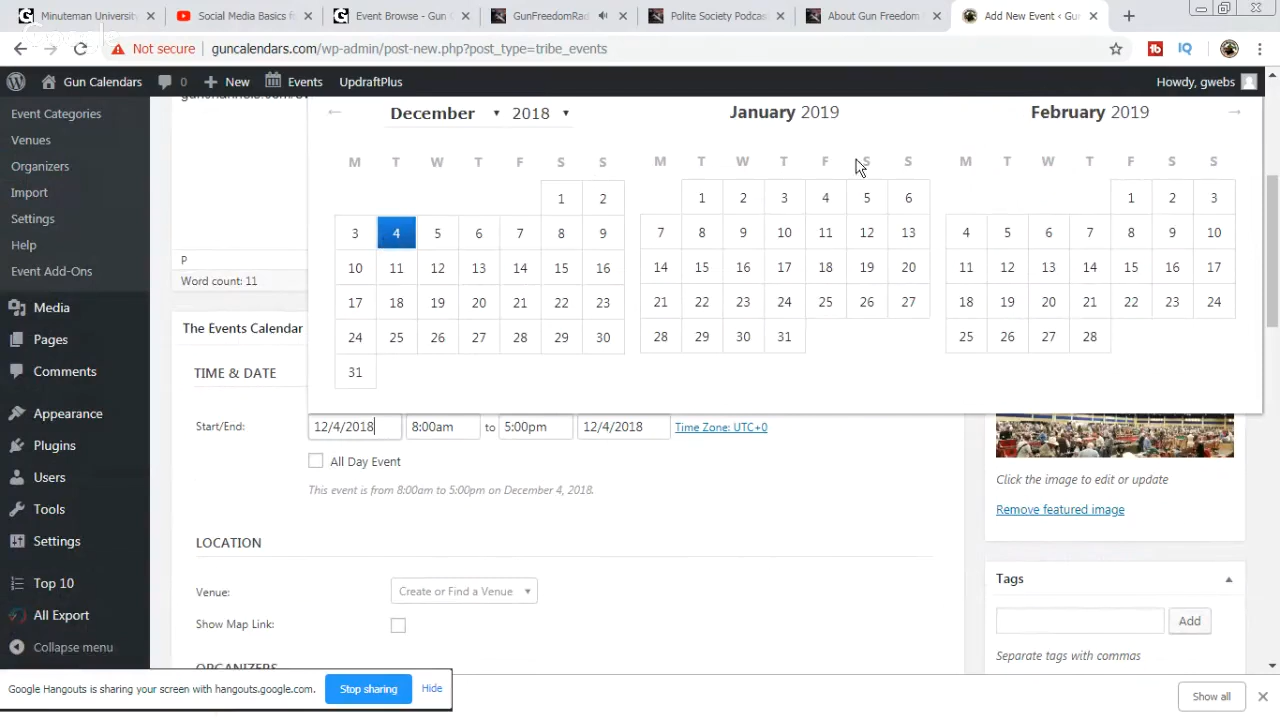 Minuteman University
Social Media Basics f
Event Browse - Gun
GunFreedomRad
Polite Society Podcas
About Gun Freedom
Add New Event ‹ Gu
Google
Not secure guncalendars.com/wp-admin/post-new.php?post_type=tribe_events
Gun Calendars 0 New Events UpdraftPlus Howdy, gwebs
Event Categories
Venues
Organizers
Import
Settings
Help
Event Add-Ons
Media
Pages
Comments
Appearance
Plugins
Users
Tools
Settings
Top 10
All Export
Collapse menu
← December ▾ 2018 ▾
M T W T F S S
1 2
3 4 5 6 7 8 9
10 11 12 13 14 15 16
17 18 19 20 21 22 23
24 25 26 27 28 29 30
31
January 2019
M T W T F S S
1 2 3 4 5 6
7 8 9 10 11 12 13
14 15 16 17 18 19 20
21 22 23 24 25 26 27
28 29 30 31
February 2019 →
M T W T F S S
1 2 3
4 5 6 7 8 9 10
11 12 13 14 15 16 17
18 19 20 21 22 23 24
25 26 27 28
P
Word count: 11
The Events Calendar
TIME & DATE
Start/End: 12/4/2018 8:00am to 5:00pm 12/4/2018 Time Zone: UTC+0
All Day Event
This event is from 8:00am to 5:00pm on December 4, 2018.
LOCATION
Venue: Create or Find a Venue
Show Map Link:
ORGANIZERS
Click the image to edit or update
Remove featured image
Tags
Add
Separate tags with commas
Google Hangouts is sharing your screen with hangouts.google.com. Stop sharing Hide
Show all